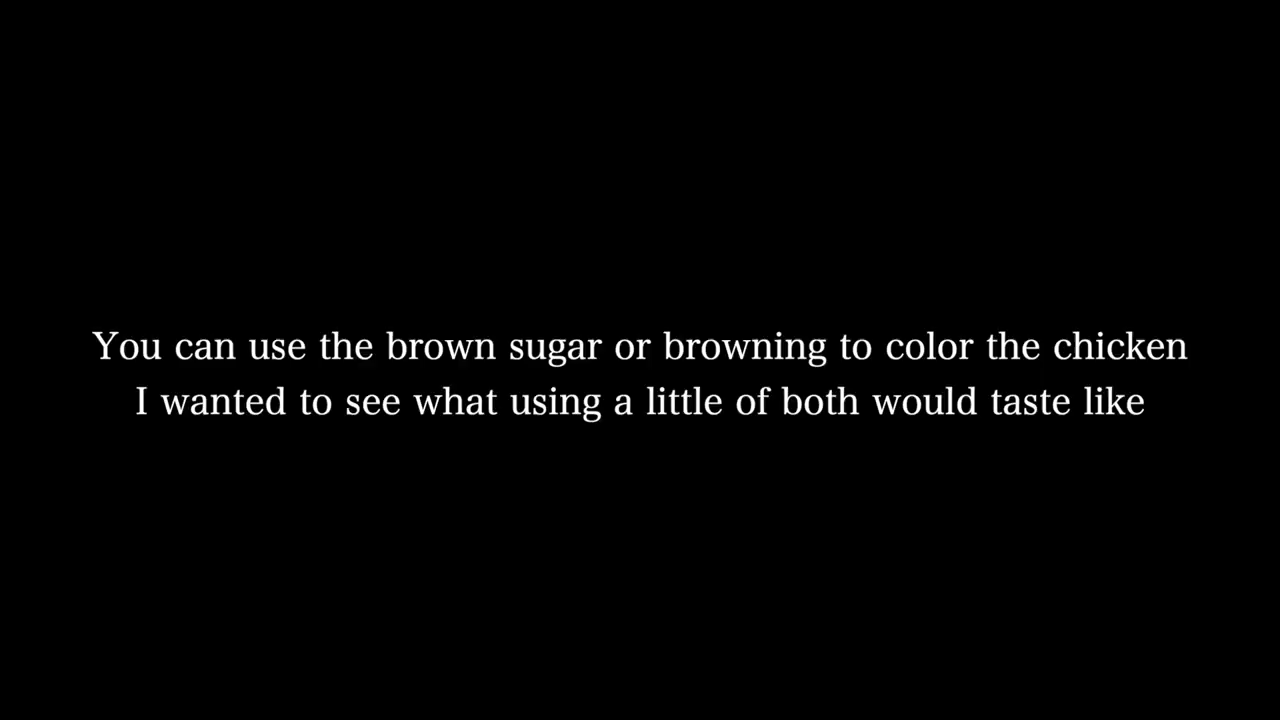 You can use the brown sugar or browning to color the chicken
I wanted to see what using a little of both would taste like